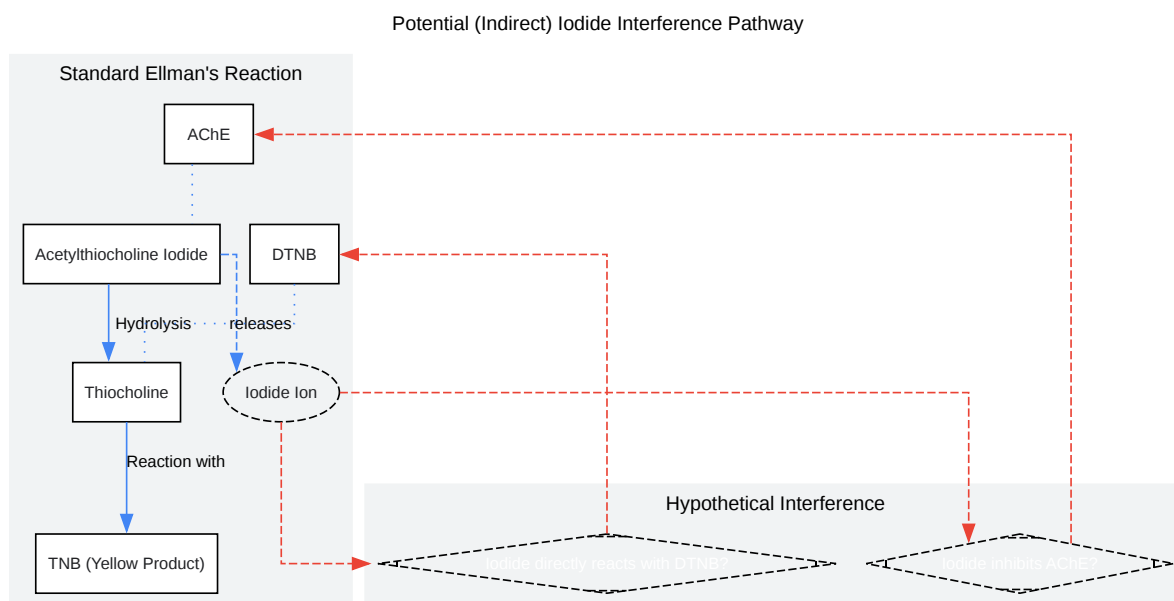 Potential (Indirect) Iodide Interference Pathway
Standard Ellman's Reaction
AChE
Acetylthiocholine Iodide
DTNB
Hydrolysis
releases
Thiocholine
Iodide Ion
Reaction with
Hypothetical Interference
TNB (Yellow Product)
Iodide directly reacts with DTNB?
Iodide inhibits AChE?